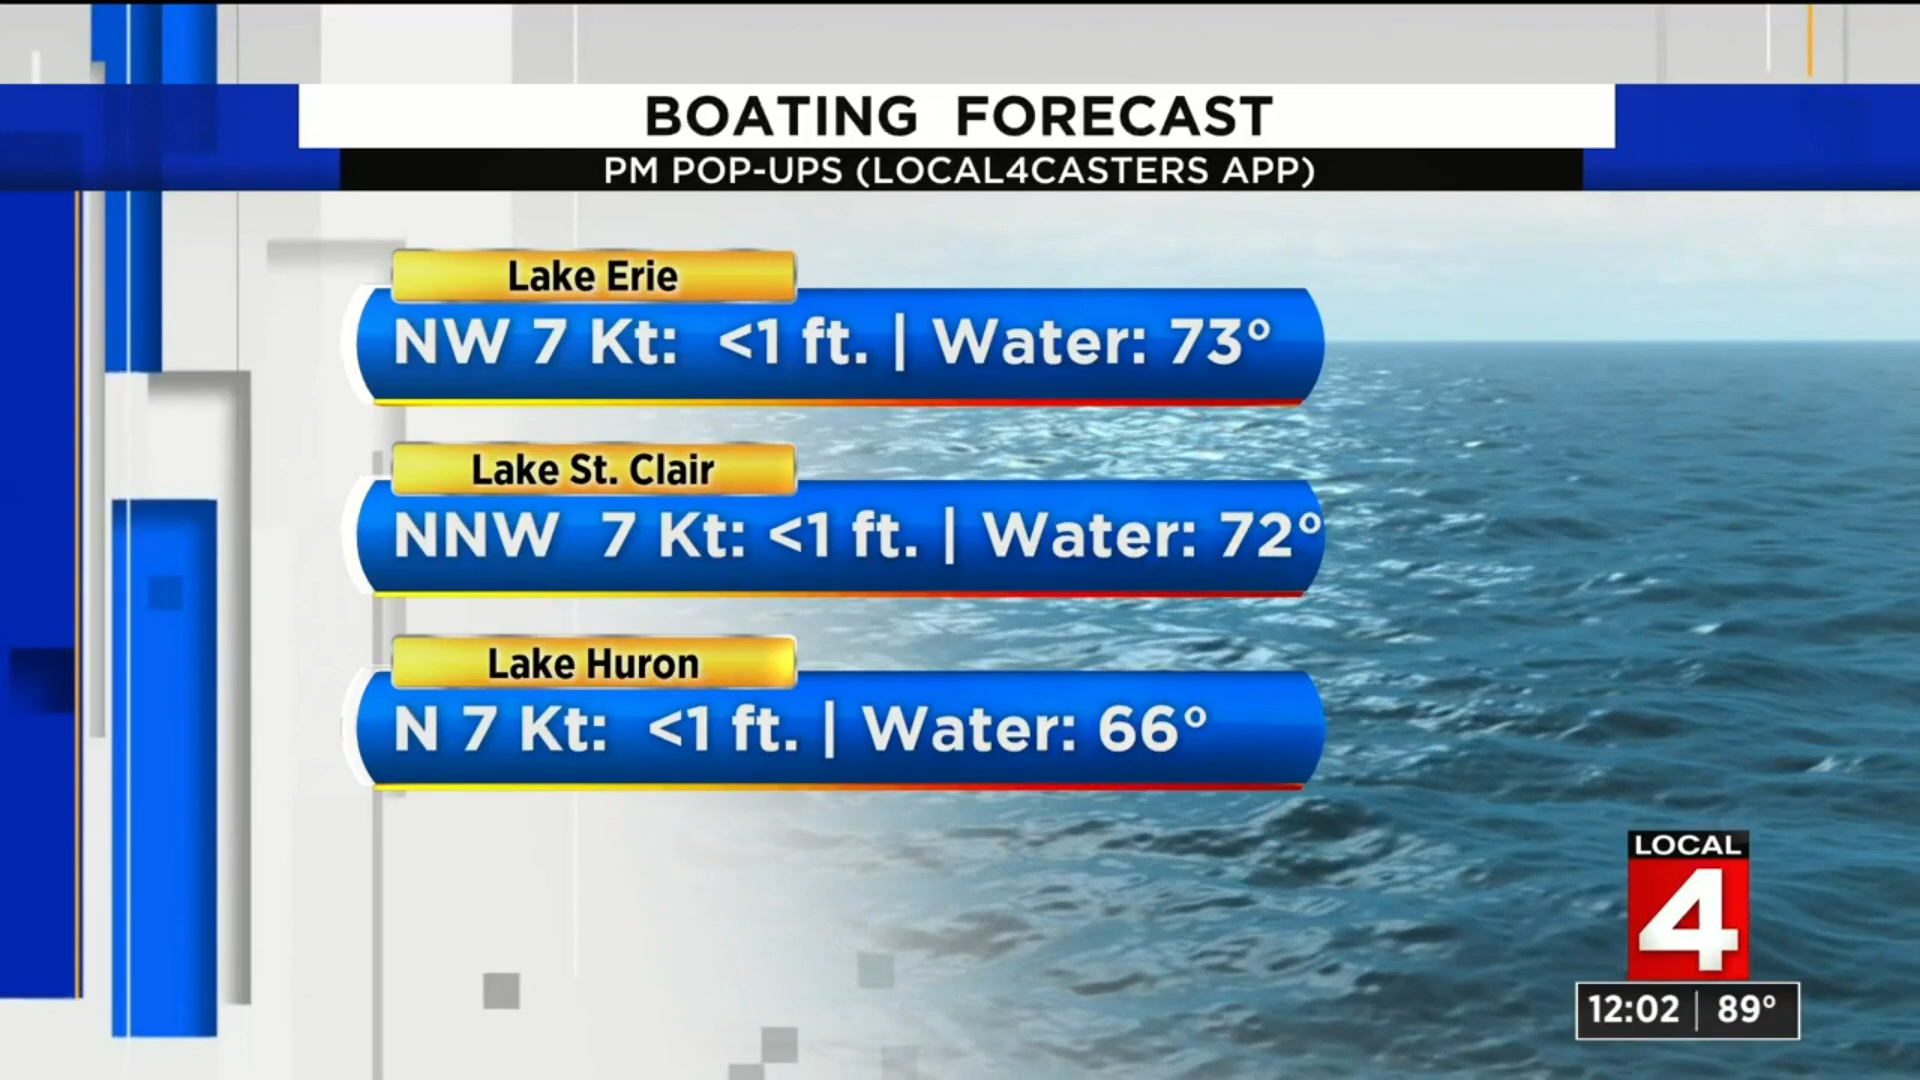 BOATING FORECAST
PM POP-UPS (LOCAL4CASTERS APP)
Lake Erie
NW 7 Kt: <1 ft. | Water: 73°
Lake St. Clair
NNW 7 Kt: <1 ft. | Water: 72°
Lake Huron
N 7 Kt: <1 ft. | Water: 66°
LOCAL
4
12:02 | 89°